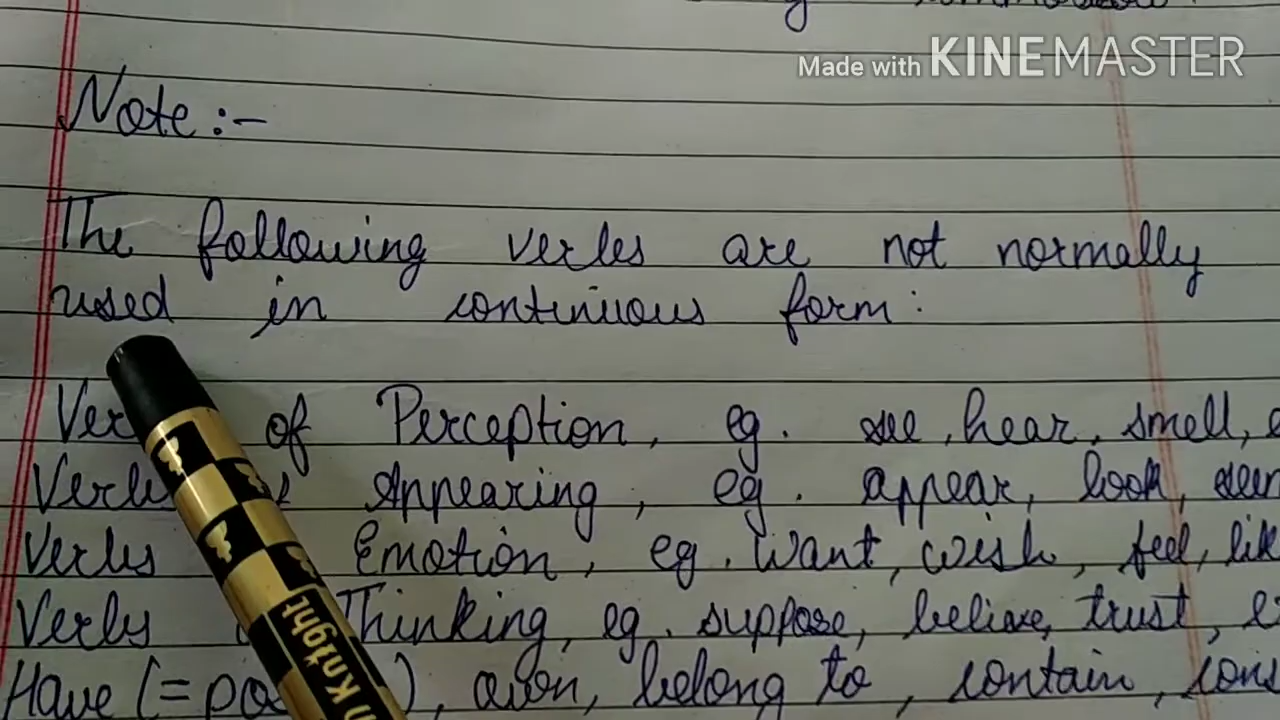 Made with KINEMASTER
Note :-
The following verbs are not normally
used in continuous form :
of Perception, eg. see, hear, smell,
Verbs Appearing, eg. appear, look,
Verbs Emotion, eg. want, wish, feel,
Verbs Thinking, eg. suppose, believe, trust,
Have (= ), own, belong to, contain,
Knight